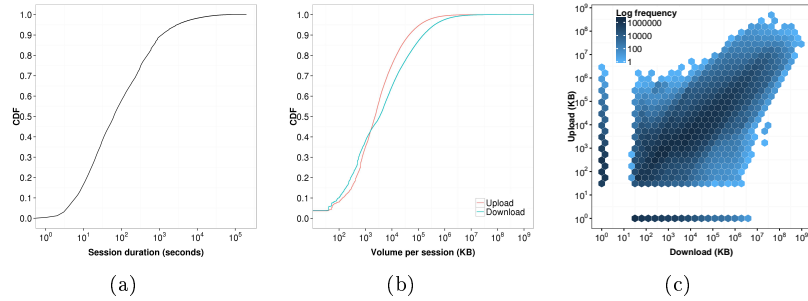 1.0
0.9
0.8
0.7
0.6
CDF
0.5
0.4
0.3
0.2
0.1
0.0
10^0 10^1 10^2 10^3 10^4 10^5
Session duration (seconds)
(a)
1.0
0.9
0.8
0.7
0.6
CDF
0.5
0.4
0.3
0.2
0.1
0.0
Upload
Download
10^2 10^3 10^4 10^5 10^6 10^7 10^8 10^9
Volume per session (KB)
(b)
Log frequency
1000000
10000
100
1
10^9
10^8
10^7
10^6
10^5
10^4
10^3
10^2
10^1
10^0
Upload (KB)
10^0 10^1 10^2 10^3 10^4 10^5 10^6 10^7 10^8 10^9
Download (KB)
(c)